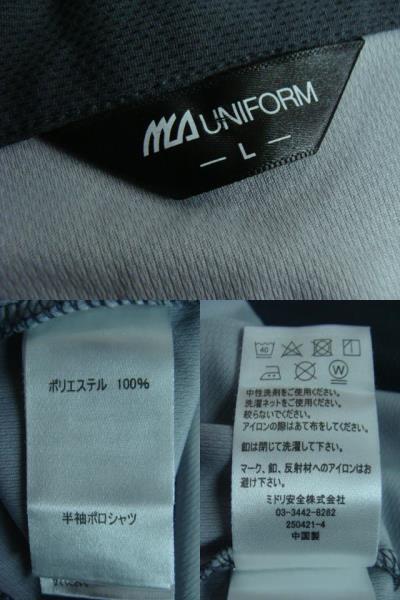 MCA UNIFORM
— L —
ポリエステル 100%
半袖ポロシャツ
40
W
中性洗剤をご使用ください。
洗濯ネットをご使用ください。
絞らないでください。
アイロンの際はあて布をしてください。
釦は閉じて洗濯して下さい。
マーク、釦、反射材へのアイロンはお
避け下さい。
ミドリ安全株式会社
03-3442-8282
250421-4
中国製